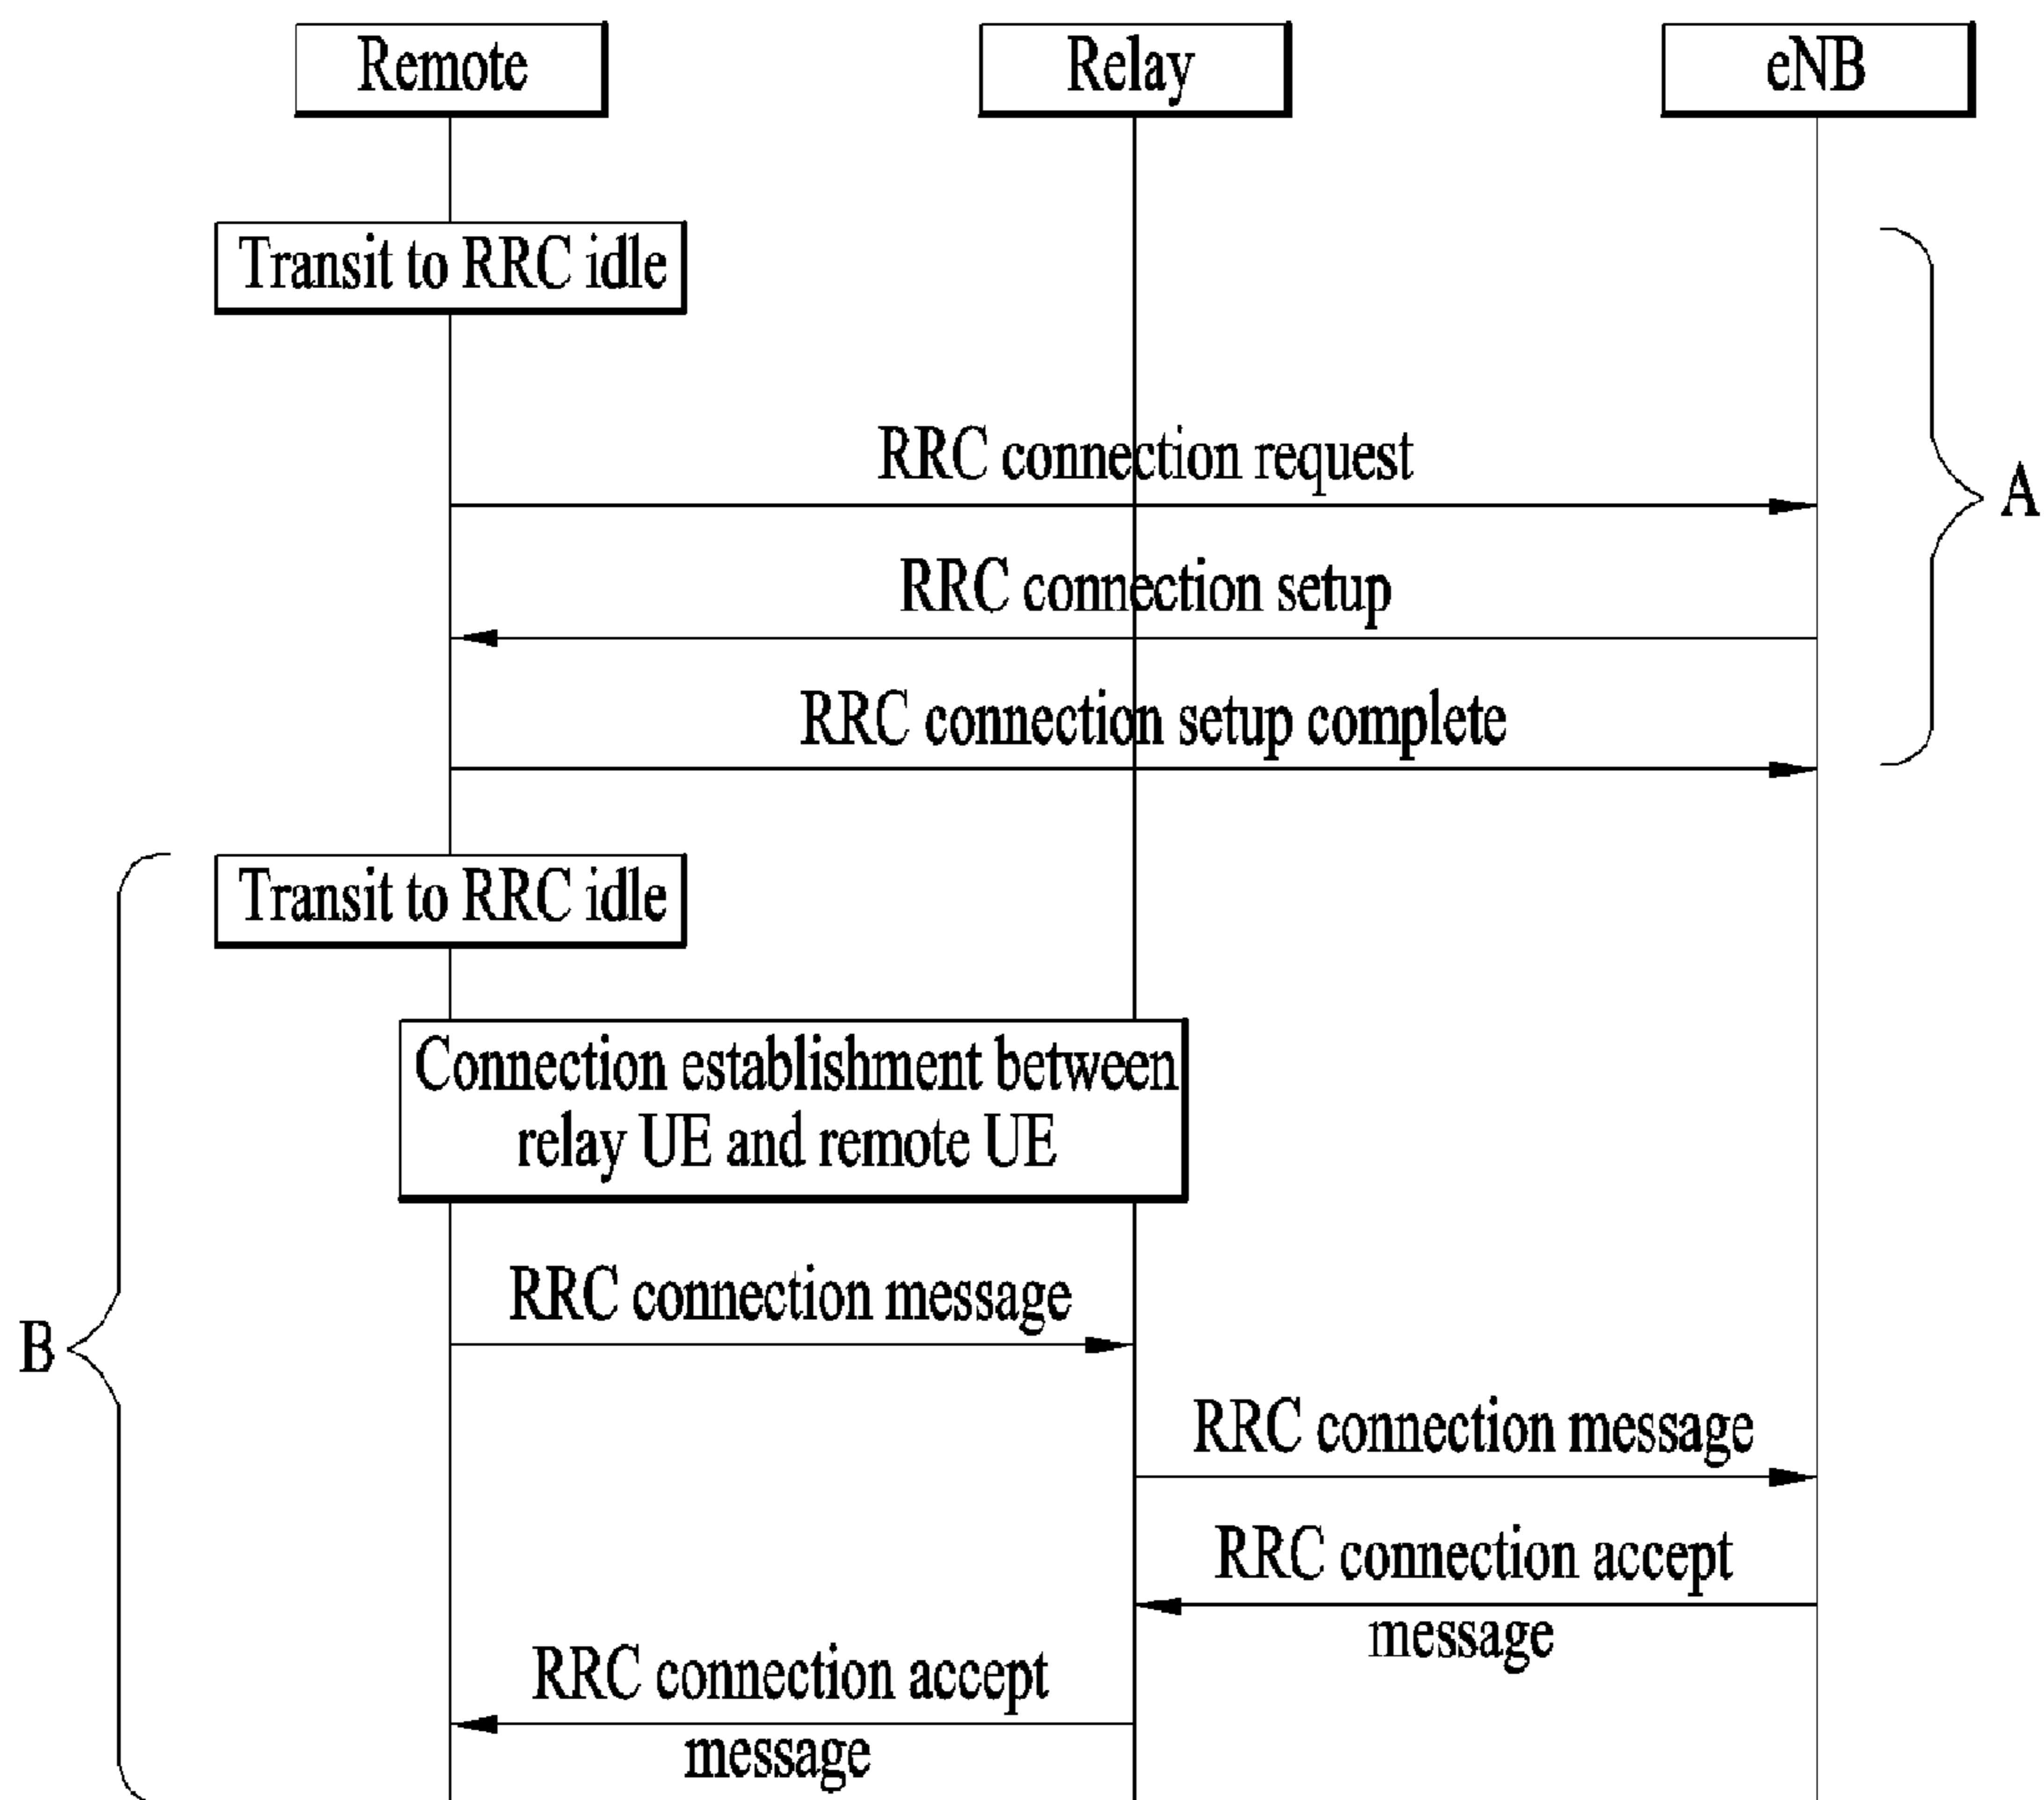 Remote
Relay
eNB
Transit to RRC idle
RRC connection request
A
RRC connection setup
RRC connection setup complete
Transit to RRC idle
Connection establishment between
relay UE and remote UE
RRC connection message
B
RRC connection message
RRC connection accept
message
RRC connection accept
message